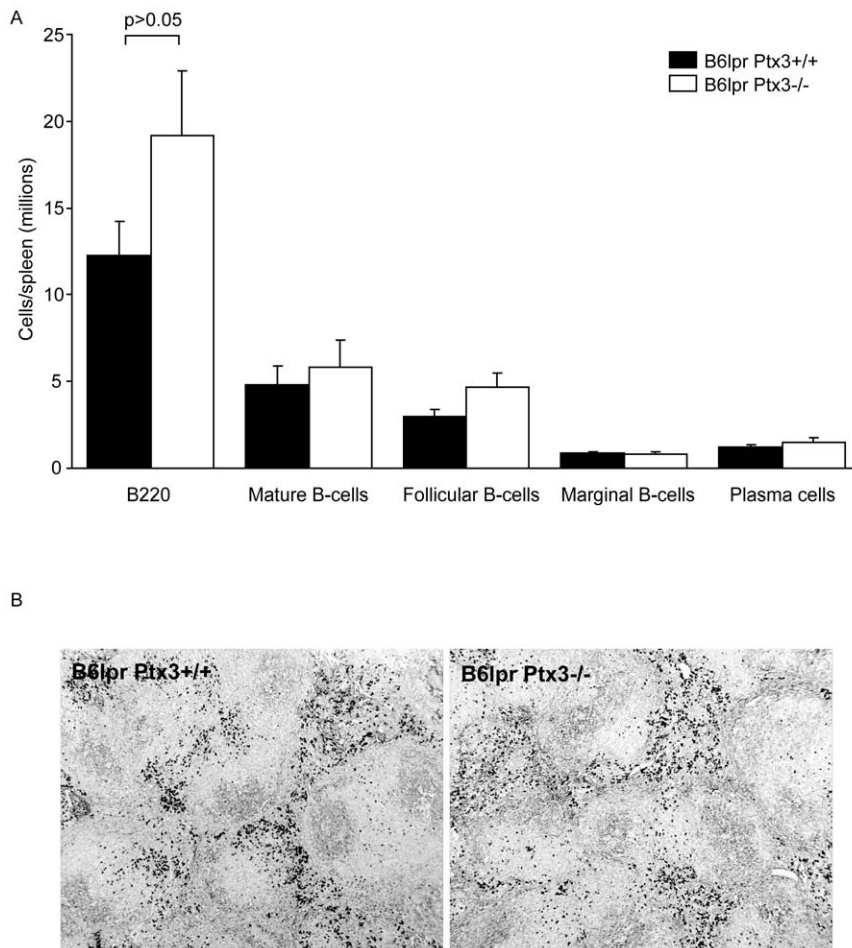 A
p>0.05
25
20
15
10
5
0
Cells/spleen (millions)
B6lpr Ptx3+/+
B6lpr Ptx3-/-
B220
Mature B-cells
Follicular B-cells
Marginal B-cells
Plasma cells
B
B6lpr Ptx3+/+
B6lpr Ptx3-/-